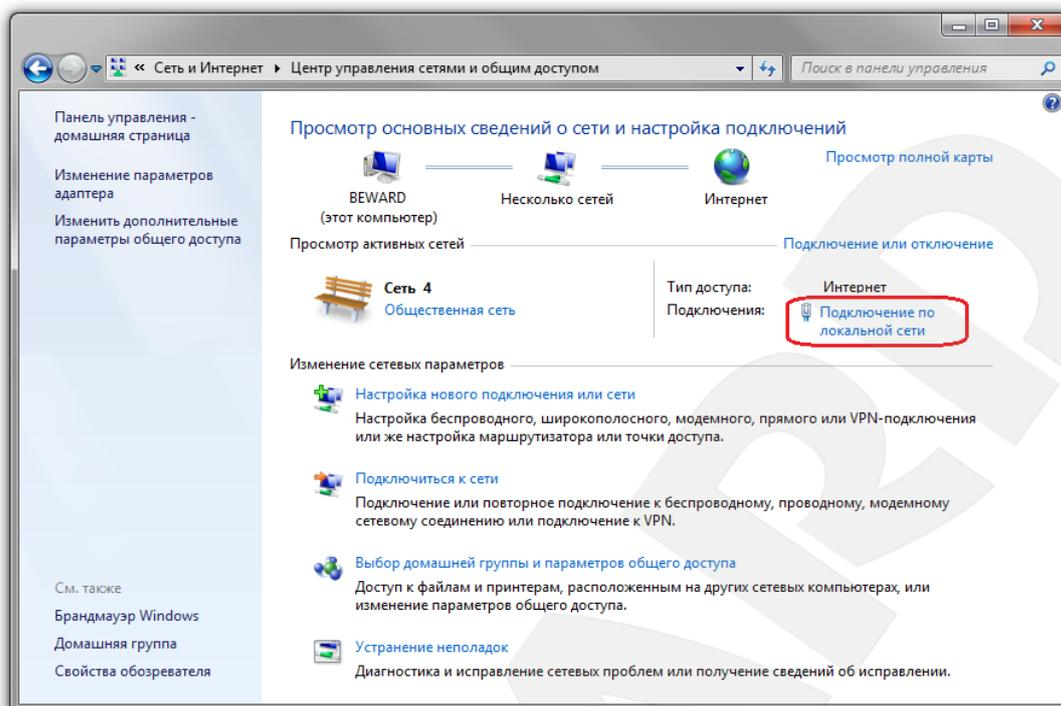 « Сеть и Интернет ▸ Центр управления сетями и общим доступом
Поиск в панели управления
Панель управления -
домашняя страница
Изменение параметров
адаптера
Изменить дополнительные
параметры общего доступа
См. также
Брандмауэр Windows
Домашняя группа
Свойства обозревателя
Просмотр основных сведений о сети и настройка подключений
Просмотр полной карты
BEWARD
(этот компьютер)
Несколько сетей
Интернет
Просмотр активных сетей
Подключение или отключение
Сеть 4
Общественная сеть
Тип доступа: Интернет
Подключения: Подключение по
локальной сети
Изменение сетевых параметров
Настройка нового подключения или сети
Настройка беспроводного, широкополосного, модемного, прямого или VPN-подключения
или же настройка маршрутизатора или точки доступа.
Подключиться к сети
Подключение или повторное подключение к беспроводному, проводному, модемному
сетевому соединению или подключение к VPN.
Выбор домашней группы и параметров общего доступа
Доступ к файлам и принтерам, расположенным на других сетевых компьютерах, или
изменение параметров общего доступа.
Устранение неполадок
Диагностика и исправление сетевых проблем или получение сведений об исправлении.
ARD